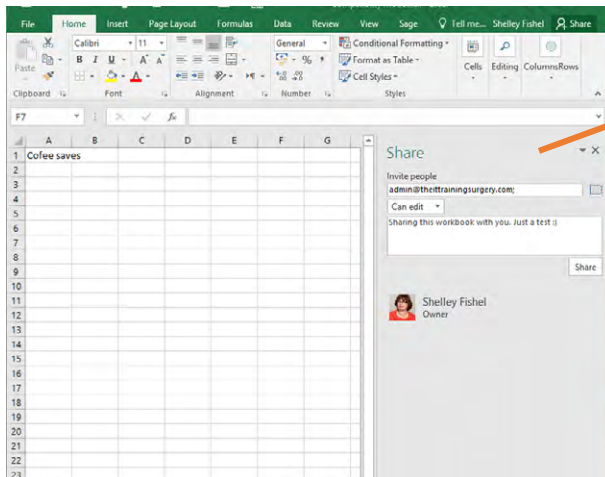 File Home Insert Page Layout Formulas Data Review View Sage Tell me... Shelley Fishel Share
Calibri 11 General Conditional Formatting
Paste B I U A % Format as Table Cells Editing ColumnsRows
Cell Styles
Clipboard Font Alignment Number Styles
F7 fx
A B C D E F G
Share
1 Cofee saves
Invite people
2
3 admin@theittrainingsurgery.com;
4 Can edit
5 Sharing this workbook with you. Just a test :)
6
7
8
9 Share
10
11 Shelley Fishel
12 Owner
13
14
15
16
17
18
19
20
21
22
23